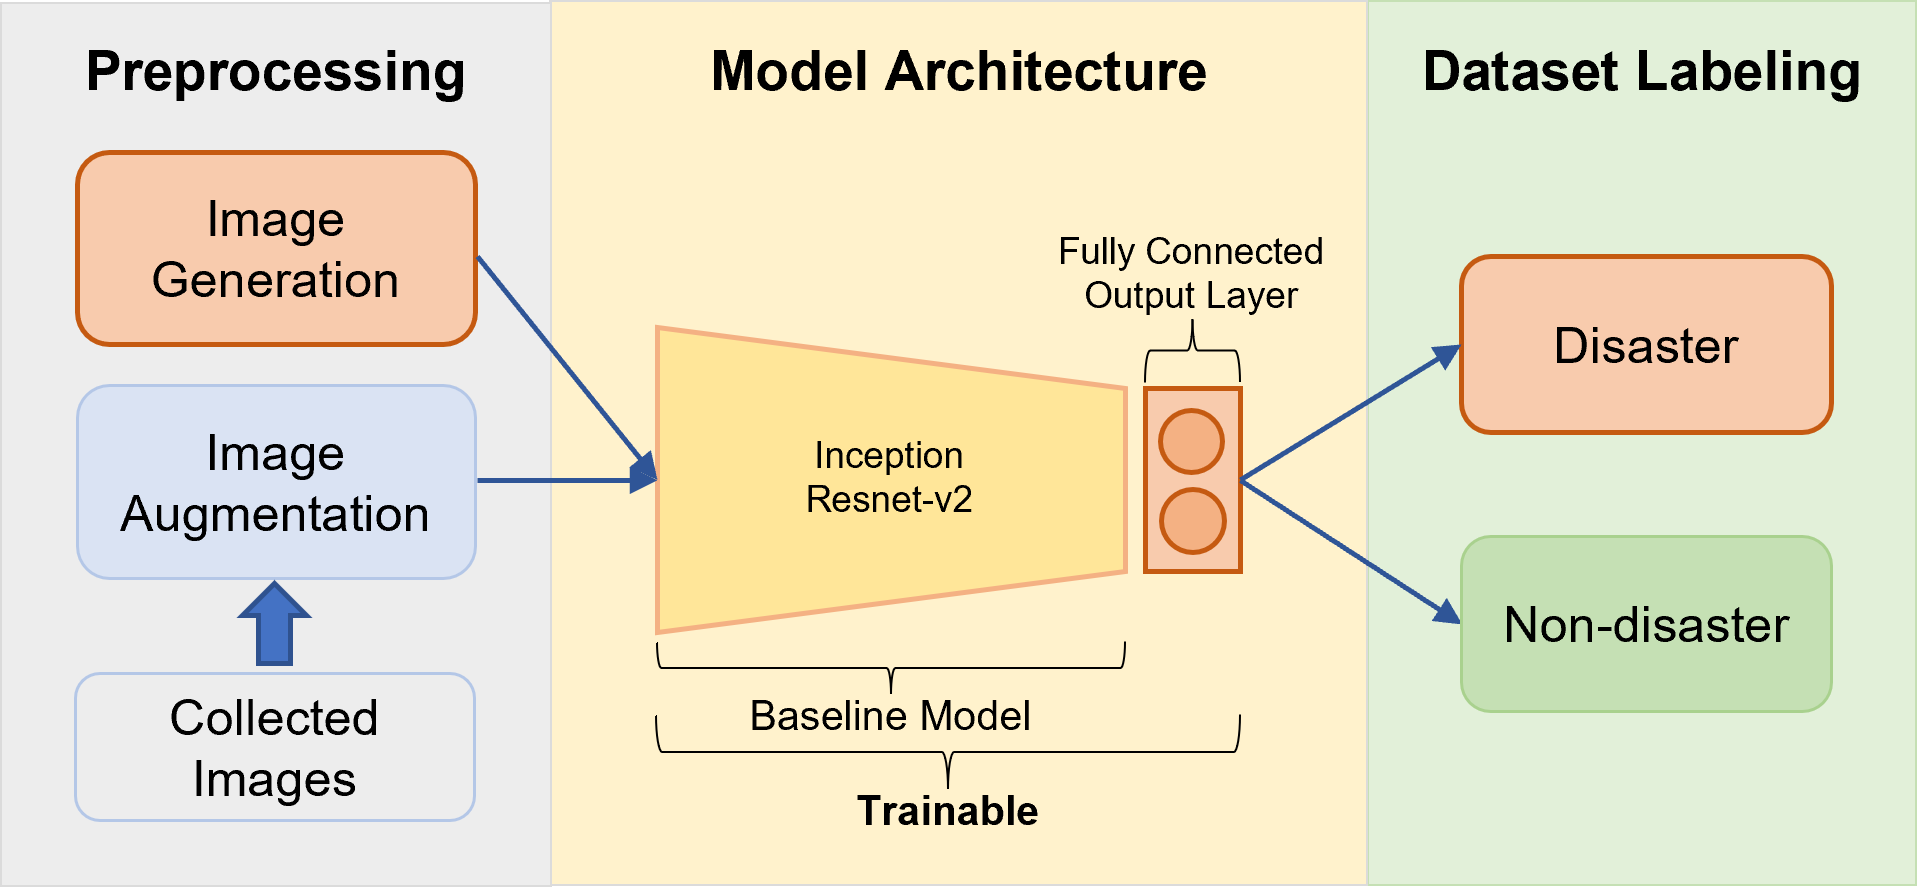 Preprocessing
Image
Generation
Image
Augmentation
Collected
Images
Model Architecture
Fully Connected
Output Layer
Inception
Resnet-v2
Baseline Model
Trainable
Dataset Labeling
Disaster
Non-disaster